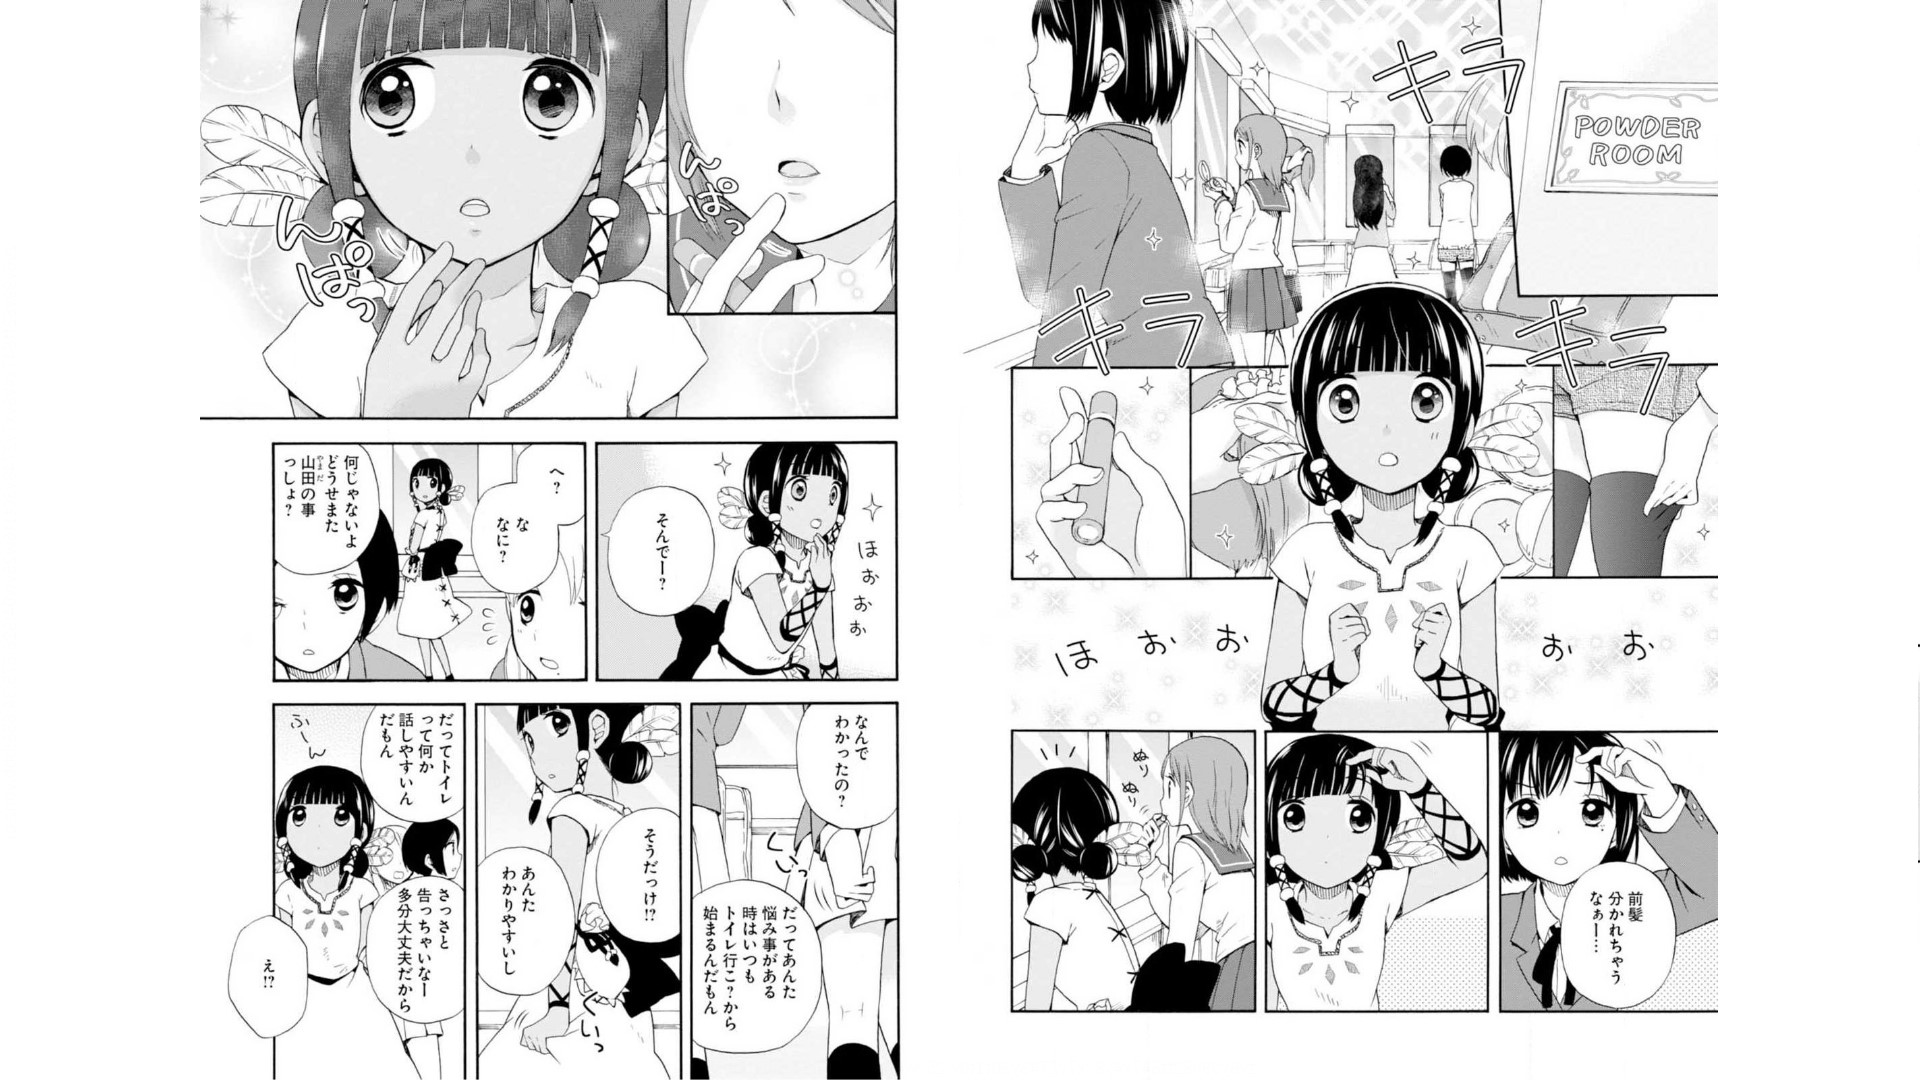 POWDER
ROOM
キラ
キラ
キラ
ほぉぉ
ぉぉ
前髪
分かれちゃう
なぁー…
ぬり
ぬり
んぱっ
んぱっ
ほぉぉぉ
そんでー?
へ?
な
なに?
何じゃないよ
どうせまた
山田の事
やまだ
っしょ?
なんで
わかったの?
くいっ
だってあんた
悩み事がある
時はいつも
トイレ行こ?から
始まるんだもん
そうだっけ!?
あんた
わかりやすいし
くいっ
だってトイレ
って何か
話しやすいん
だもん
ふーん
さっさと
告っちゃいなー
多分大丈夫だから
え!?